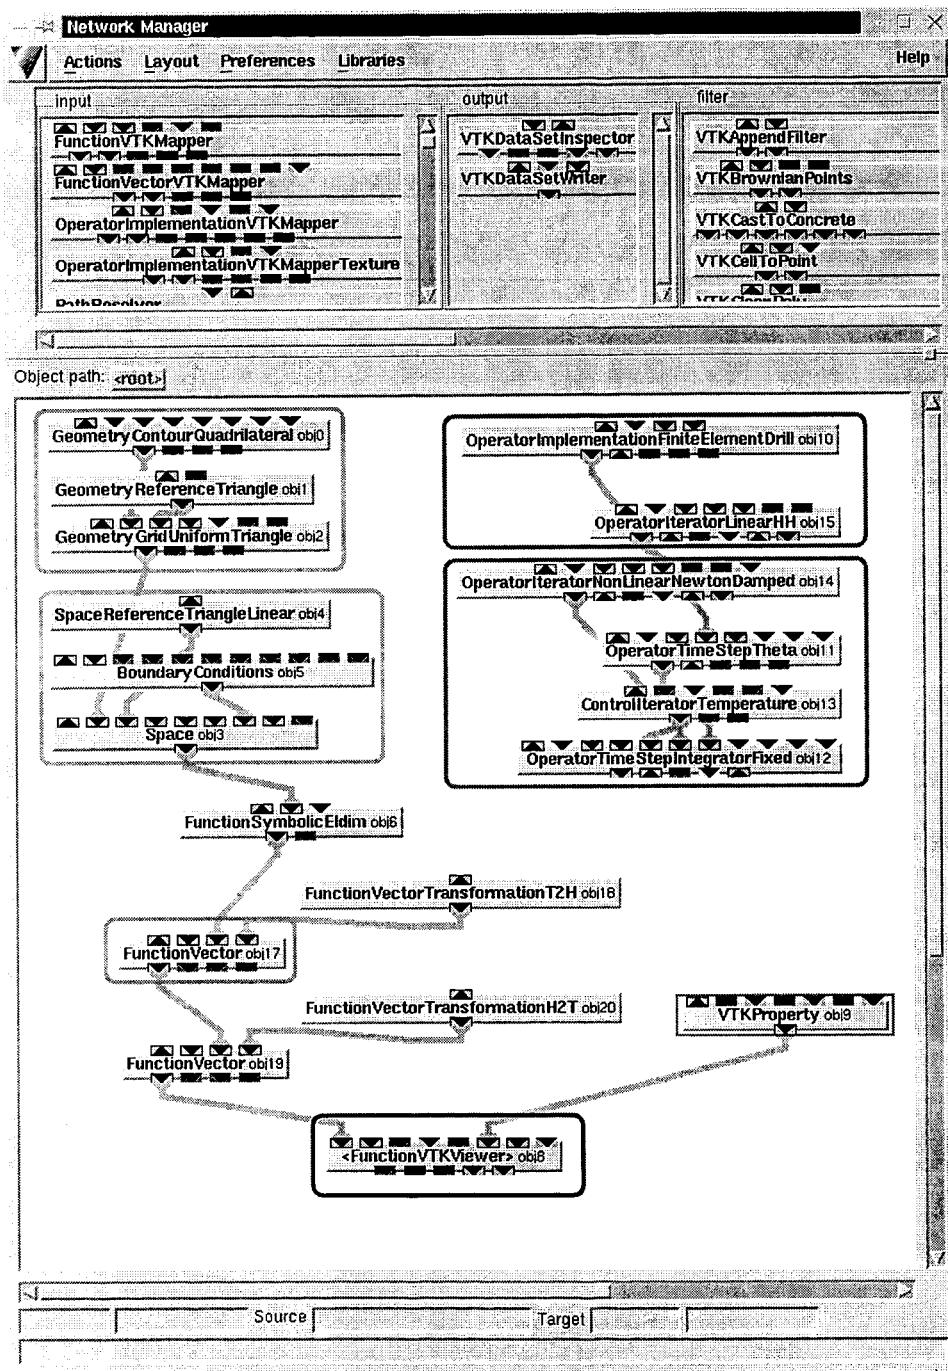 Network Manager
Actions Layout Preferences Libraries Help
input
FunctionVTKMapper
FunctionVectorVTKMapper
OperatorImplementationVTKMapper
OperatorImplementationVTKMapperTexture
PathResolver
output
VTKDataSetInspector
VTKDataSetWriter
filter
VTKAppendFilter
VTKBrownianPoints
VTKCastToConcrete
VTKCellToPoint
VTKCleanPoly
Object path: <root>
GeometryContourQuadrilateral obj0
GeometryReferenceTriangle obj1
GeometryGridUniformTriangle obj2
SpaceReferenceTriangleLinear obj4
BoundaryConditions obj5
Space obj3
OperatorImplementationFiniteElementDrill obj10
OperatorIteratorLinearHH obj15
OperatorIteratorNonLinearNewtonDamped obj14
OperatorTimeStepTheta obj11
ControlIteratorTemperature obj13
OperatorTimeStepIntegratorFixed obj12
FunctionSymbolicEldim obj6
FunctionVectorTransformationT2H obj18
FunctionVector obj17
FunctionVectorTransformationH2T obj20
VTKProperty obj9
FunctionVector obj19
<FunctionVTKViewer> obj8
Source Target